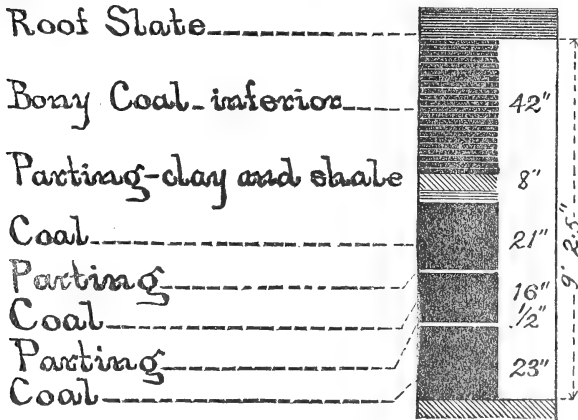 Roof Slate
Bony Coal-inferior 42"
Parting-clay and shale 8"
Coal 21"
Parting
Coal 16"
½"
Parting
Coal 23"
9' 2.5"